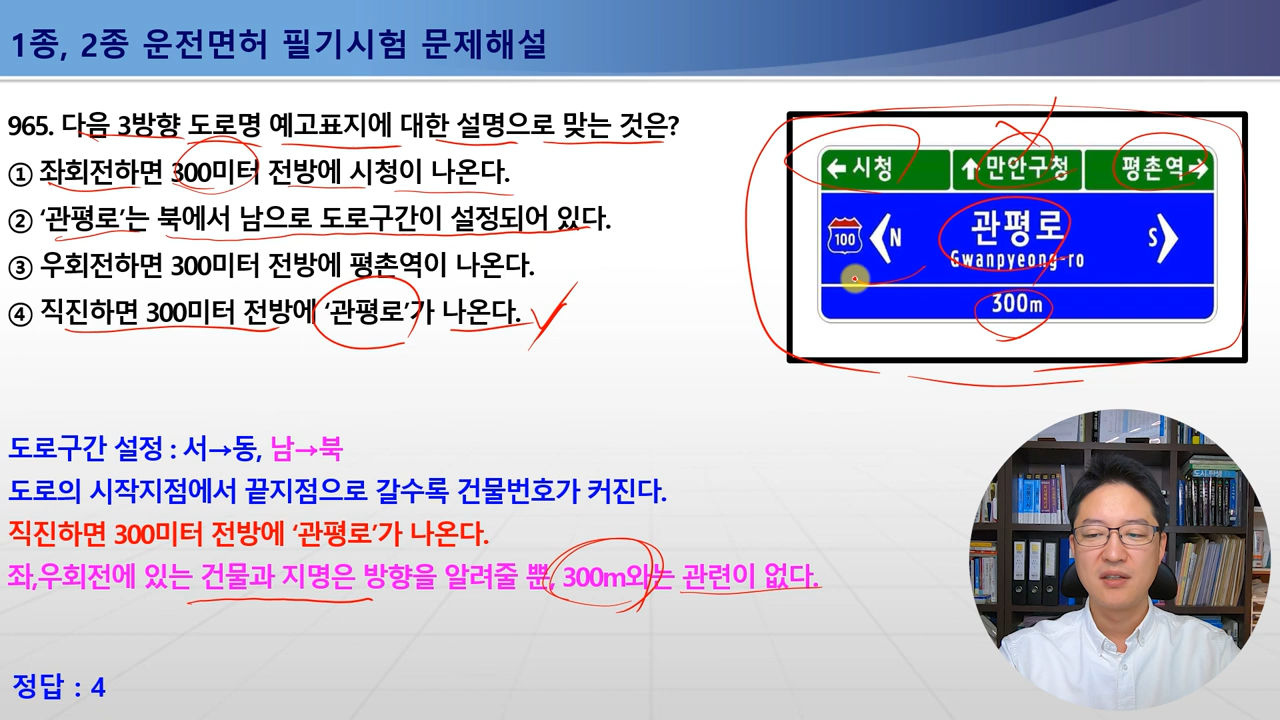 1종, 2종 운전면허 필기시험 문제해설
965. 다음 3방향 도로명 예고표지에 대한 설명으로 맞는 것은?
① 좌회전하면 300미터 전방에 시청이 나온다.
② ‘관평로’는 북에서 남으로 도로구간이 설정되어 있다.
③ 우회전하면 300미터 전방에 평촌역이 나온다.
④ 직진하면 300미터 전방에 ‘관평로’가 나온다.
← 시청 ↑ 만안구청 평촌역 →
100 N 관평로 S
Gwanpyeong-ro
300m
도로구간 설정 : 서→동, 남→북
도로의 시작지점에서 끝지점으로 갈수록 건물번호가 커진다.
직진하면 300미터 전방에 ‘관평로’가 나온다.
좌,우회전에 있는 건물과 지명은 방향을 알려줄 뿐, 300m와는 관련이 없다.
정답 : 4